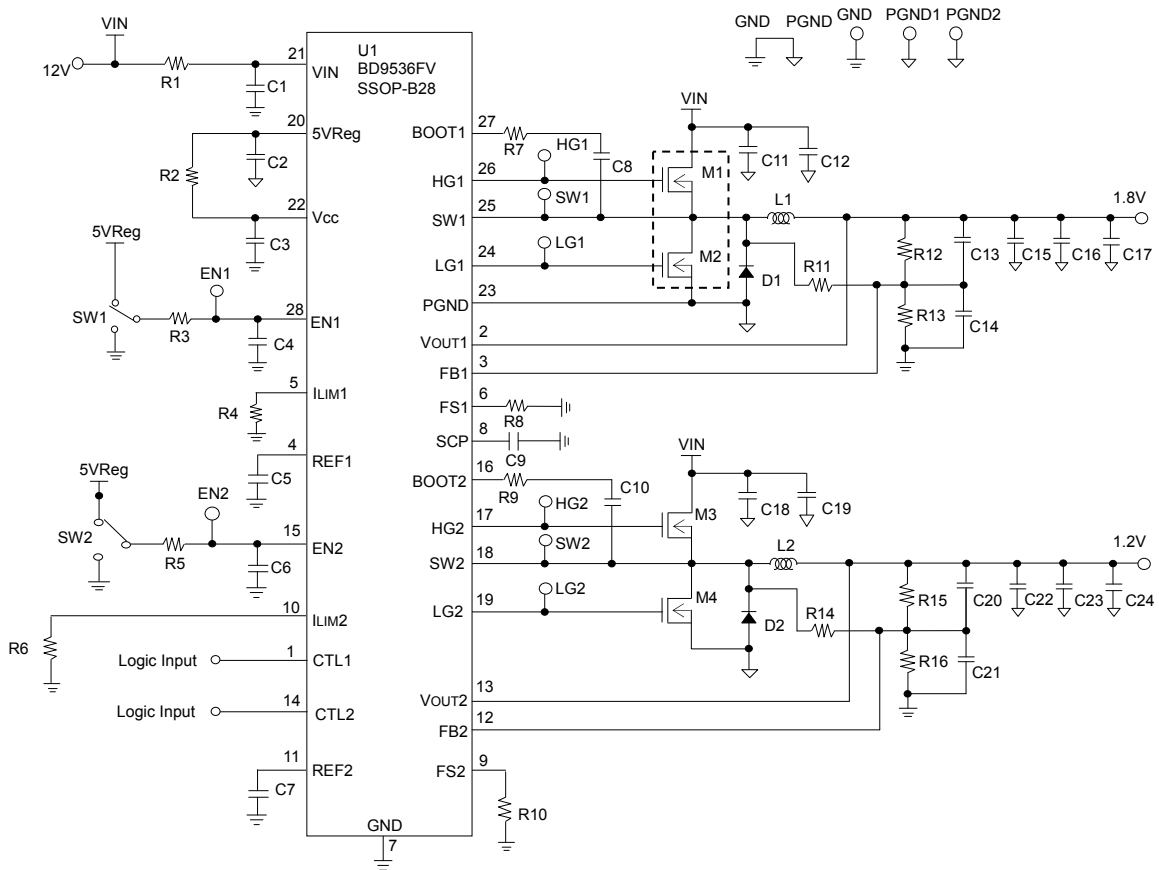 VIN
12V
R1
C1
21
VIN
U1
BD9536FV
SSOP-B28
GND
PGND
GND
PGND1
PGND2
20
5VReg
C2
R2
22
Vcc
C3
5VReg
SW1
R3
EN1
28
EN1
C4
5
ILIM1
R4
4
REF1
C5
5VReg
SW2
R5
EN2
15
EN2
C6
10
ILIM2
R6
Logic Input
1
CTL1
Logic Input
14
CTL2
11
REF2
C7
GND
7
BOOT1
27
R7
C8
HG1
26
HG1
SW1
25
SW1
LG1
24
LG1
PGND
23
VOUT1
2
FB1
3
FS1
6
R8
SCP
8
C9
VIN
C11
C12
M1
M2
L1
D1
R11
R12
C13
R13
C14
C15
C16
C17
1.8V
BOOT2
16
R9
C10
HG2
17
HG2
SW2
18
SW2
LG2
19
LG2
VOUT2
13
FB2
12
FS2
9
R10
VIN
C18
C19
M3
M4
L2
D2
R14
R15
C20
R16
C21
C22
C23
C24
1.2V